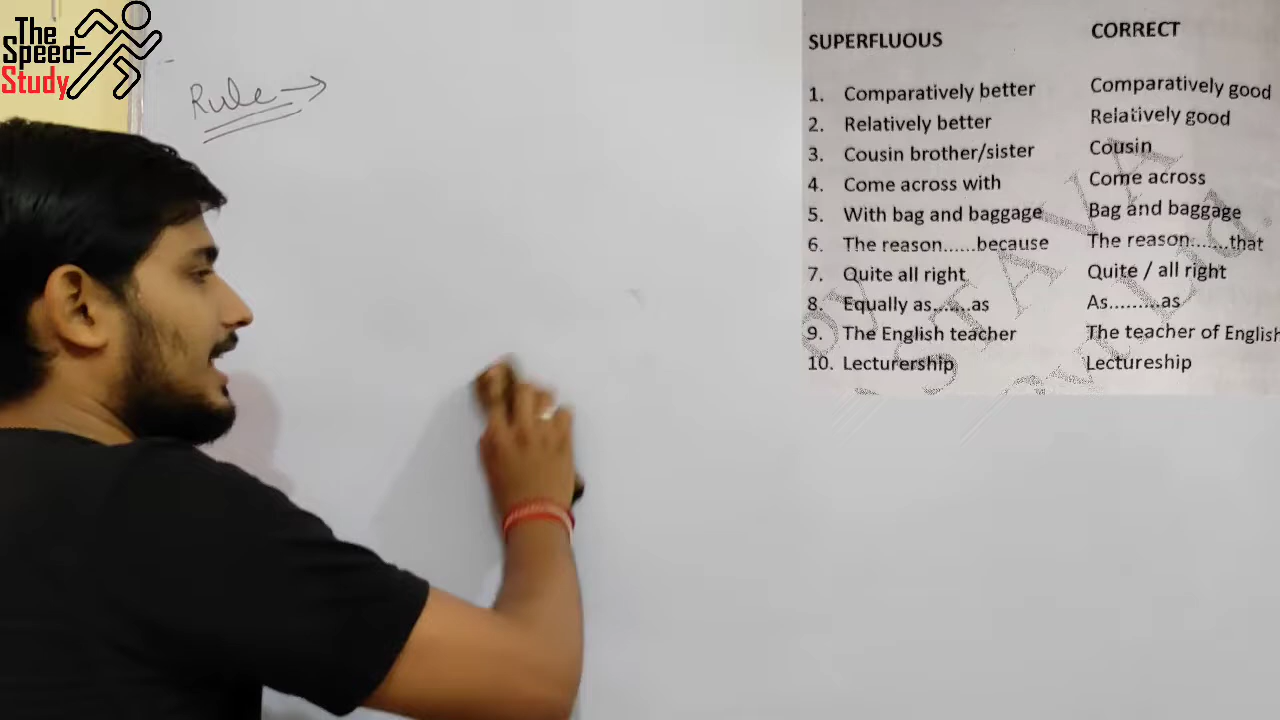 The
Speed
Study
Rule →
SUPERFLUOUS CORRECT
1. Comparatively better Comparatively good
2. Relatively better Relatively good
3. Cousin brother/sister Cousin
4. Come across with Come across
5. With bag and baggage Bag and baggage
6. The reason......because The reason.......that
7. Quite all right Quite / all right
8. Equally as.......as As.........as
9. The English teacher The teacher of English
10. Lecturership Lectureship